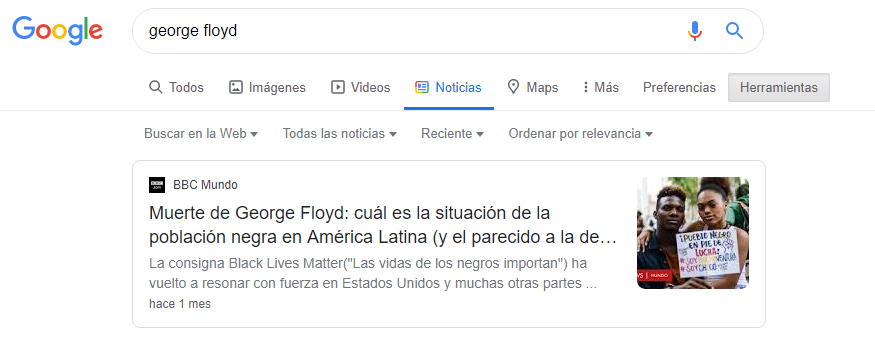 Google
george floyd
Todos Imágenes Videos Noticias Maps Más Preferencias Herramientas
Buscar en la Web Todas las noticias Reciente Ordenar por relevancia
BBC Mundo
Muerte de George Floyd: cuál es la situación de la
población negra en América Latina (y el parecido a la de…
La consigna Black Lives Matter("Las vidas de los negros importan") ha
vuelto a resonar con fuerza en Estados Unidos y muchas otras partes ...
hace 1 mes
¡PUEBLO NEGRO
EN PIE DE
LUCHA!
#SOY
MUNDO